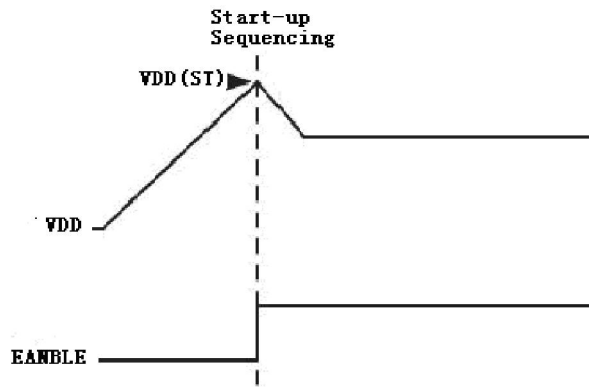 Start-up
Sequencing
VDD(ST)
VDD
EANBLE